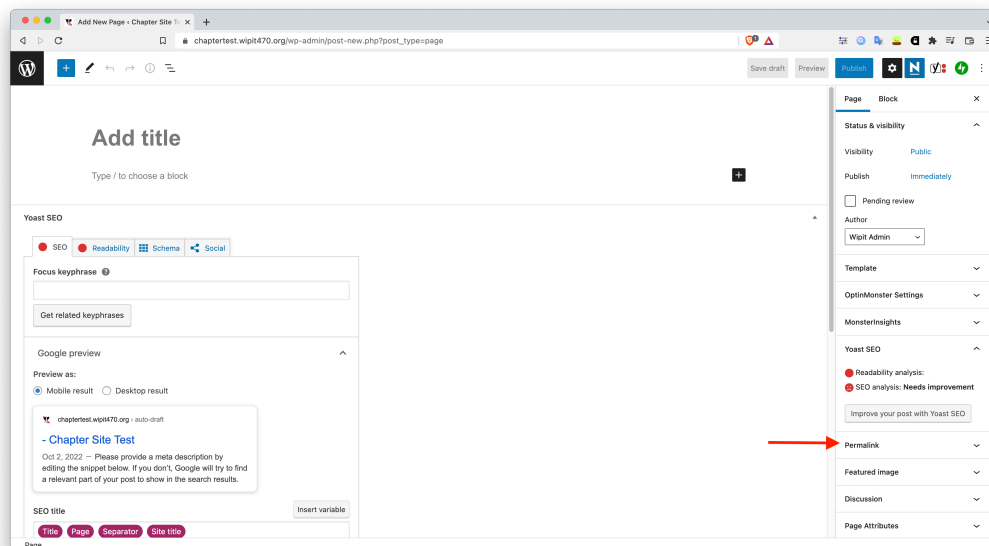 Add New Page ‹ Chapter Site Te
chaptertest.wipit470.org/wp-admin/post-new.php?post_type=page
Save draft Preview Publish
Page Block
Add title
Type / to choose a block
Status & visibility
Visibility Public
Publish Immediately
Pending review
Author
Wipit Admin
Template
OptinMonster Settings
MonsterInsights
Yoast SEO
Readability analysis:
SEO analysis: Needs improvement
Improve your post with Yoast SEO
Permalink
Featured image
Discussion
Page Attributes
Yoast SEO
SEO Readability Schema Social
Focus keyphrase
Get related keyphrases
Google preview
Preview as:
Mobile result Desktop result
chaptertest.wipit470.org › auto-draft
- Chapter Site Test
Oct 2, 2022 — Please provide a meta description by
editing the snippet below. If you don't, Google will try to find
a relevant part of your post to show in the search results.
SEO title Insert variable
Title Page Separator Site title
Page